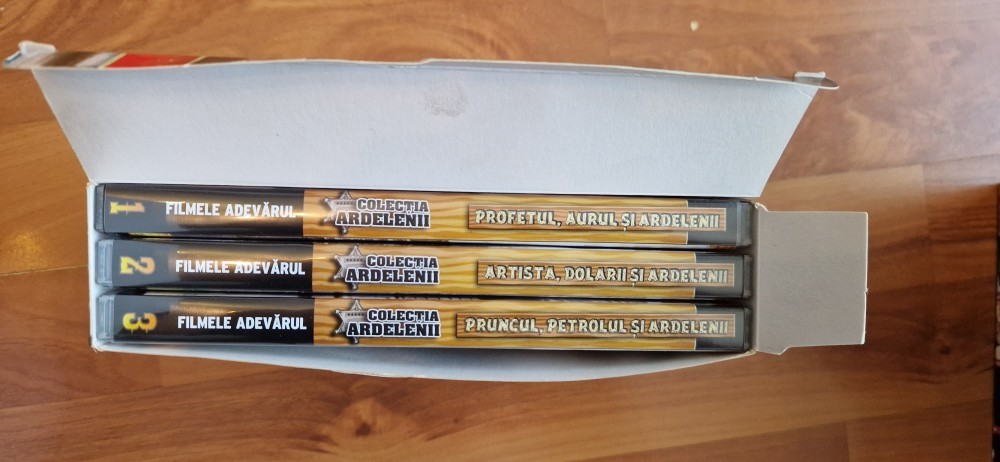 1 FILMELE ADEVĂRUL COLECȚIA ARDELENII PROFETUL, AURUL ȘI ARDELENII
2 FILMELE ADEVĂRUL COLECȚIA ARDELENII ARTISTA, DOLARII ȘI ARDELENII
3 FILMELE ADEVĂRUL COLECȚIA ARDELENII PRUNCUL, PETROLUL ȘI ARDELENII